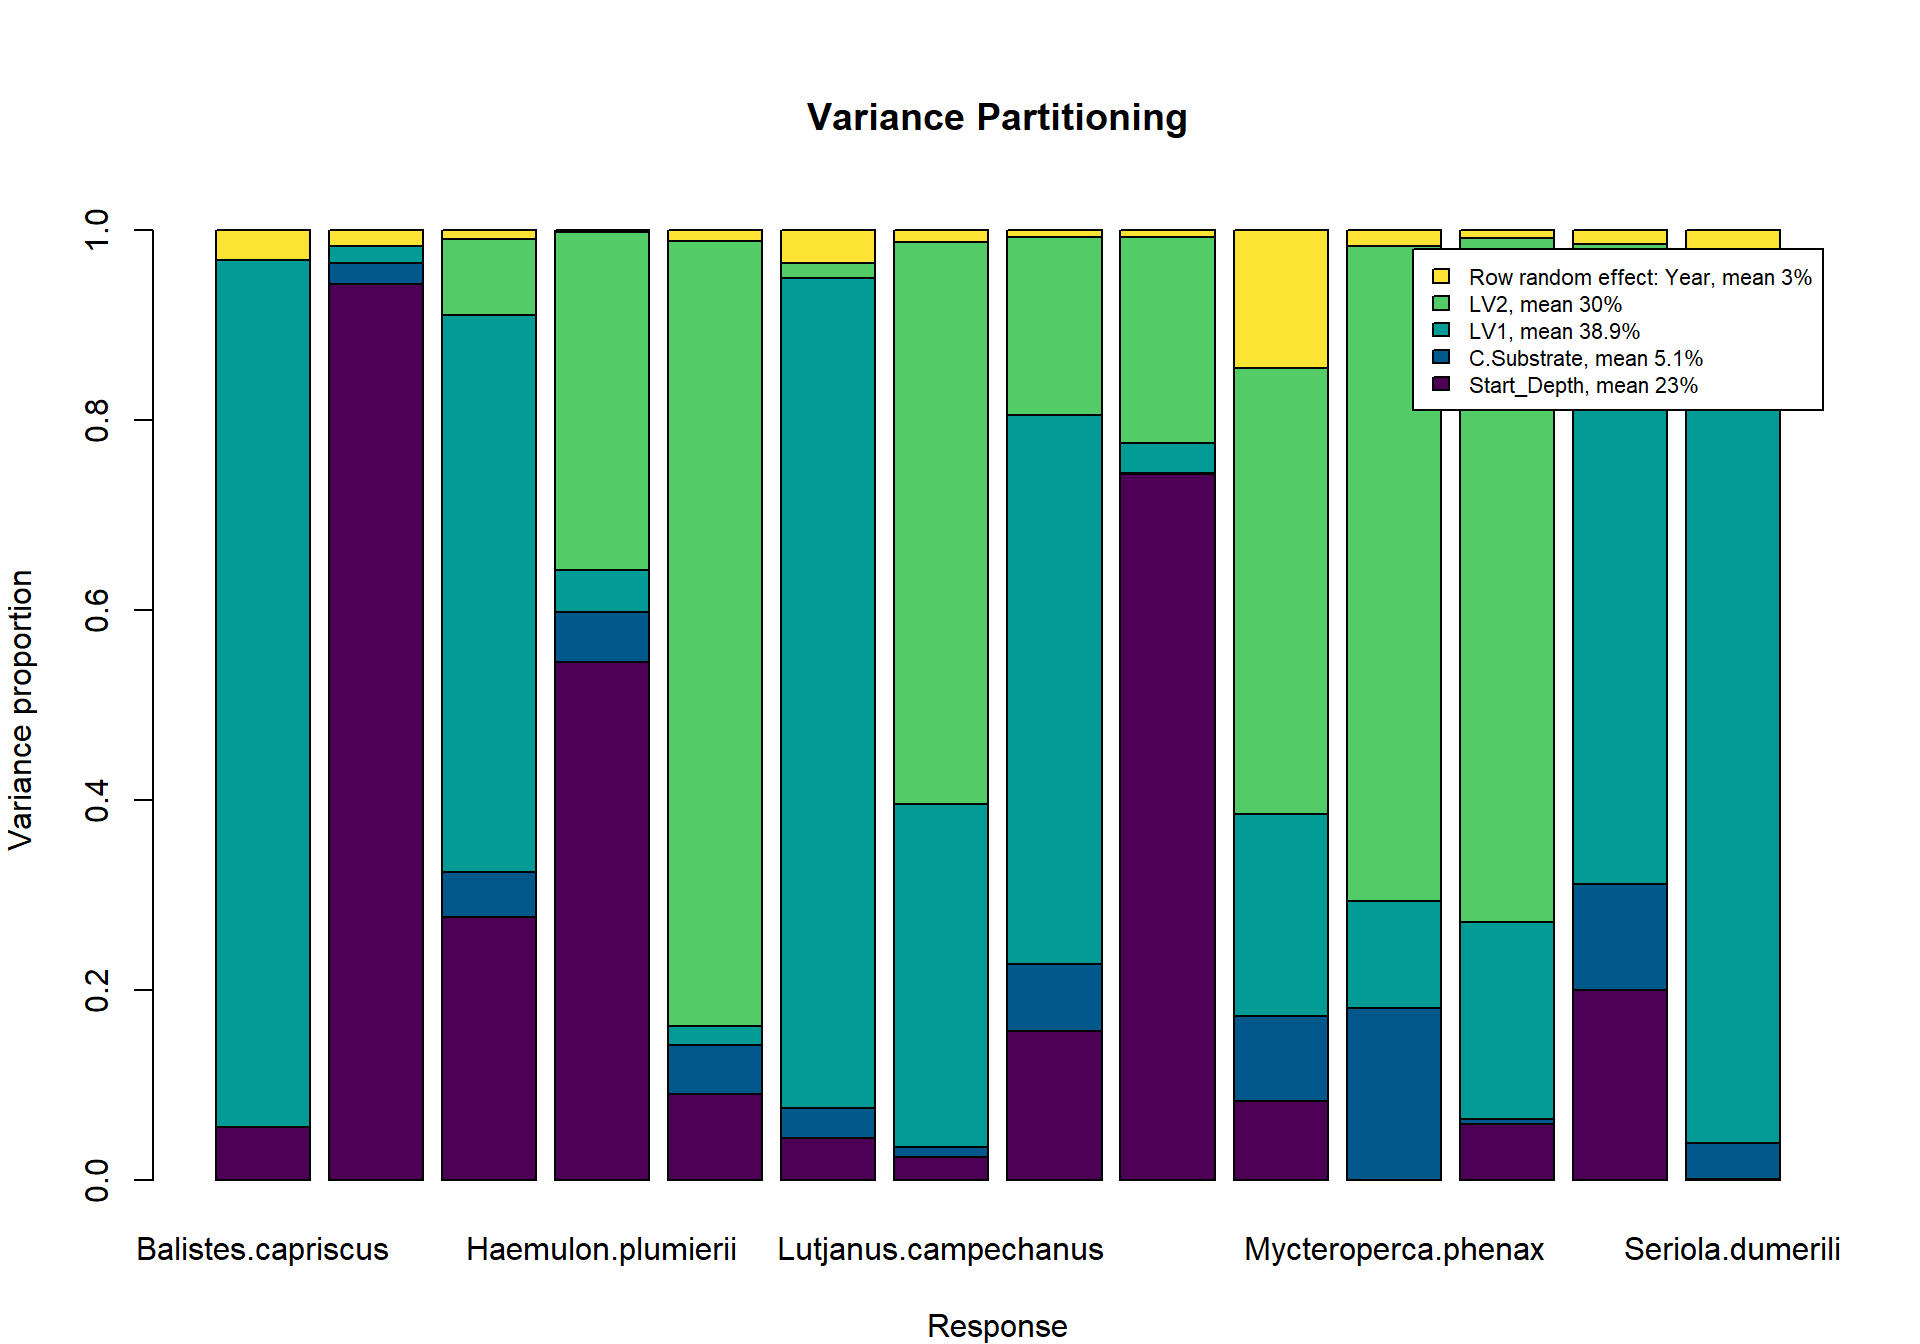 Variance Partitioning
Variance proportion
1.0
0.8
0.6
0.4
0.2
0.0
Row random effect: Year, mean 3%
LV2, mean 30%
LV1, mean 38.9%
C.Substrate, mean 5.1%
Start_Depth, mean 23%
Balistes.capriscus Haemulon.plumierii Lutjanus.campechanus Mycteroperca.phenax Seriola.dumerili
Response